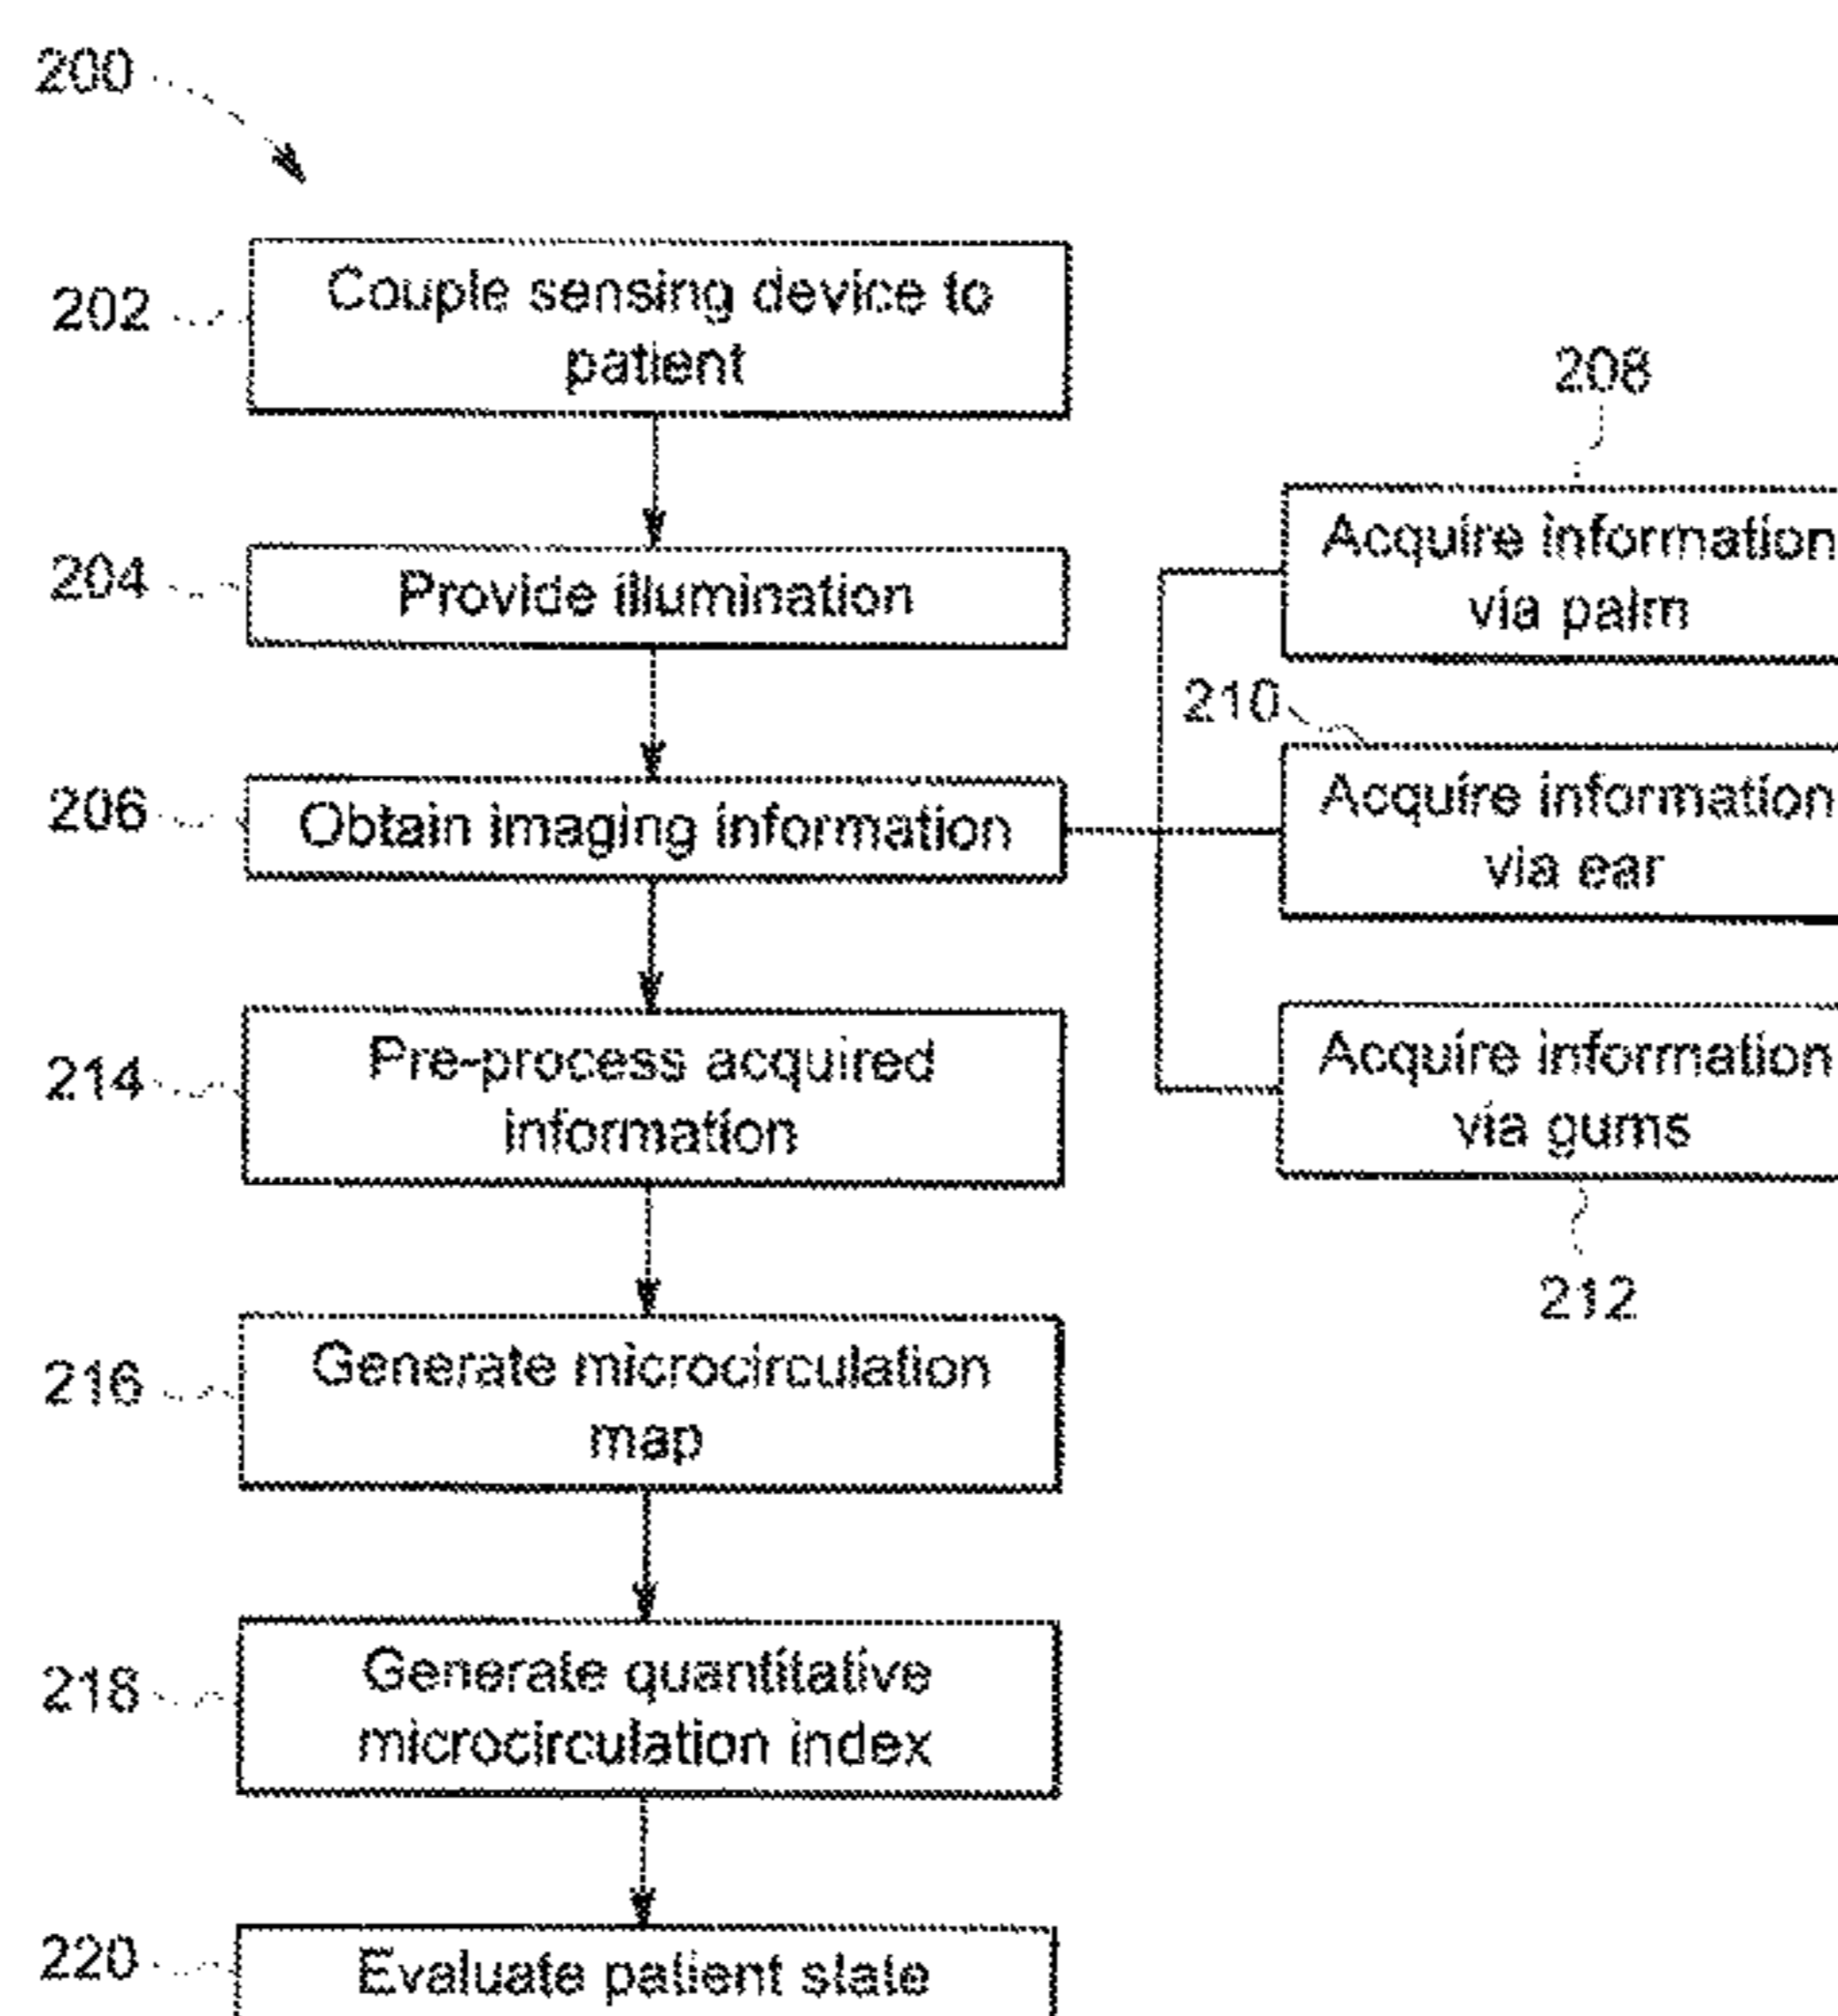 200
202
Couple sensing device to
patient
204
Provide illumination
206
Obtain imaging information
208
Acquire information
via palm
210
Acquire information
via ear
Acquire information
via gums
212
214
Pre-process acquired
information
216
Generate microcirculation
map
218
Generate quantitative
microcirculation index
220
Evaluate patient state